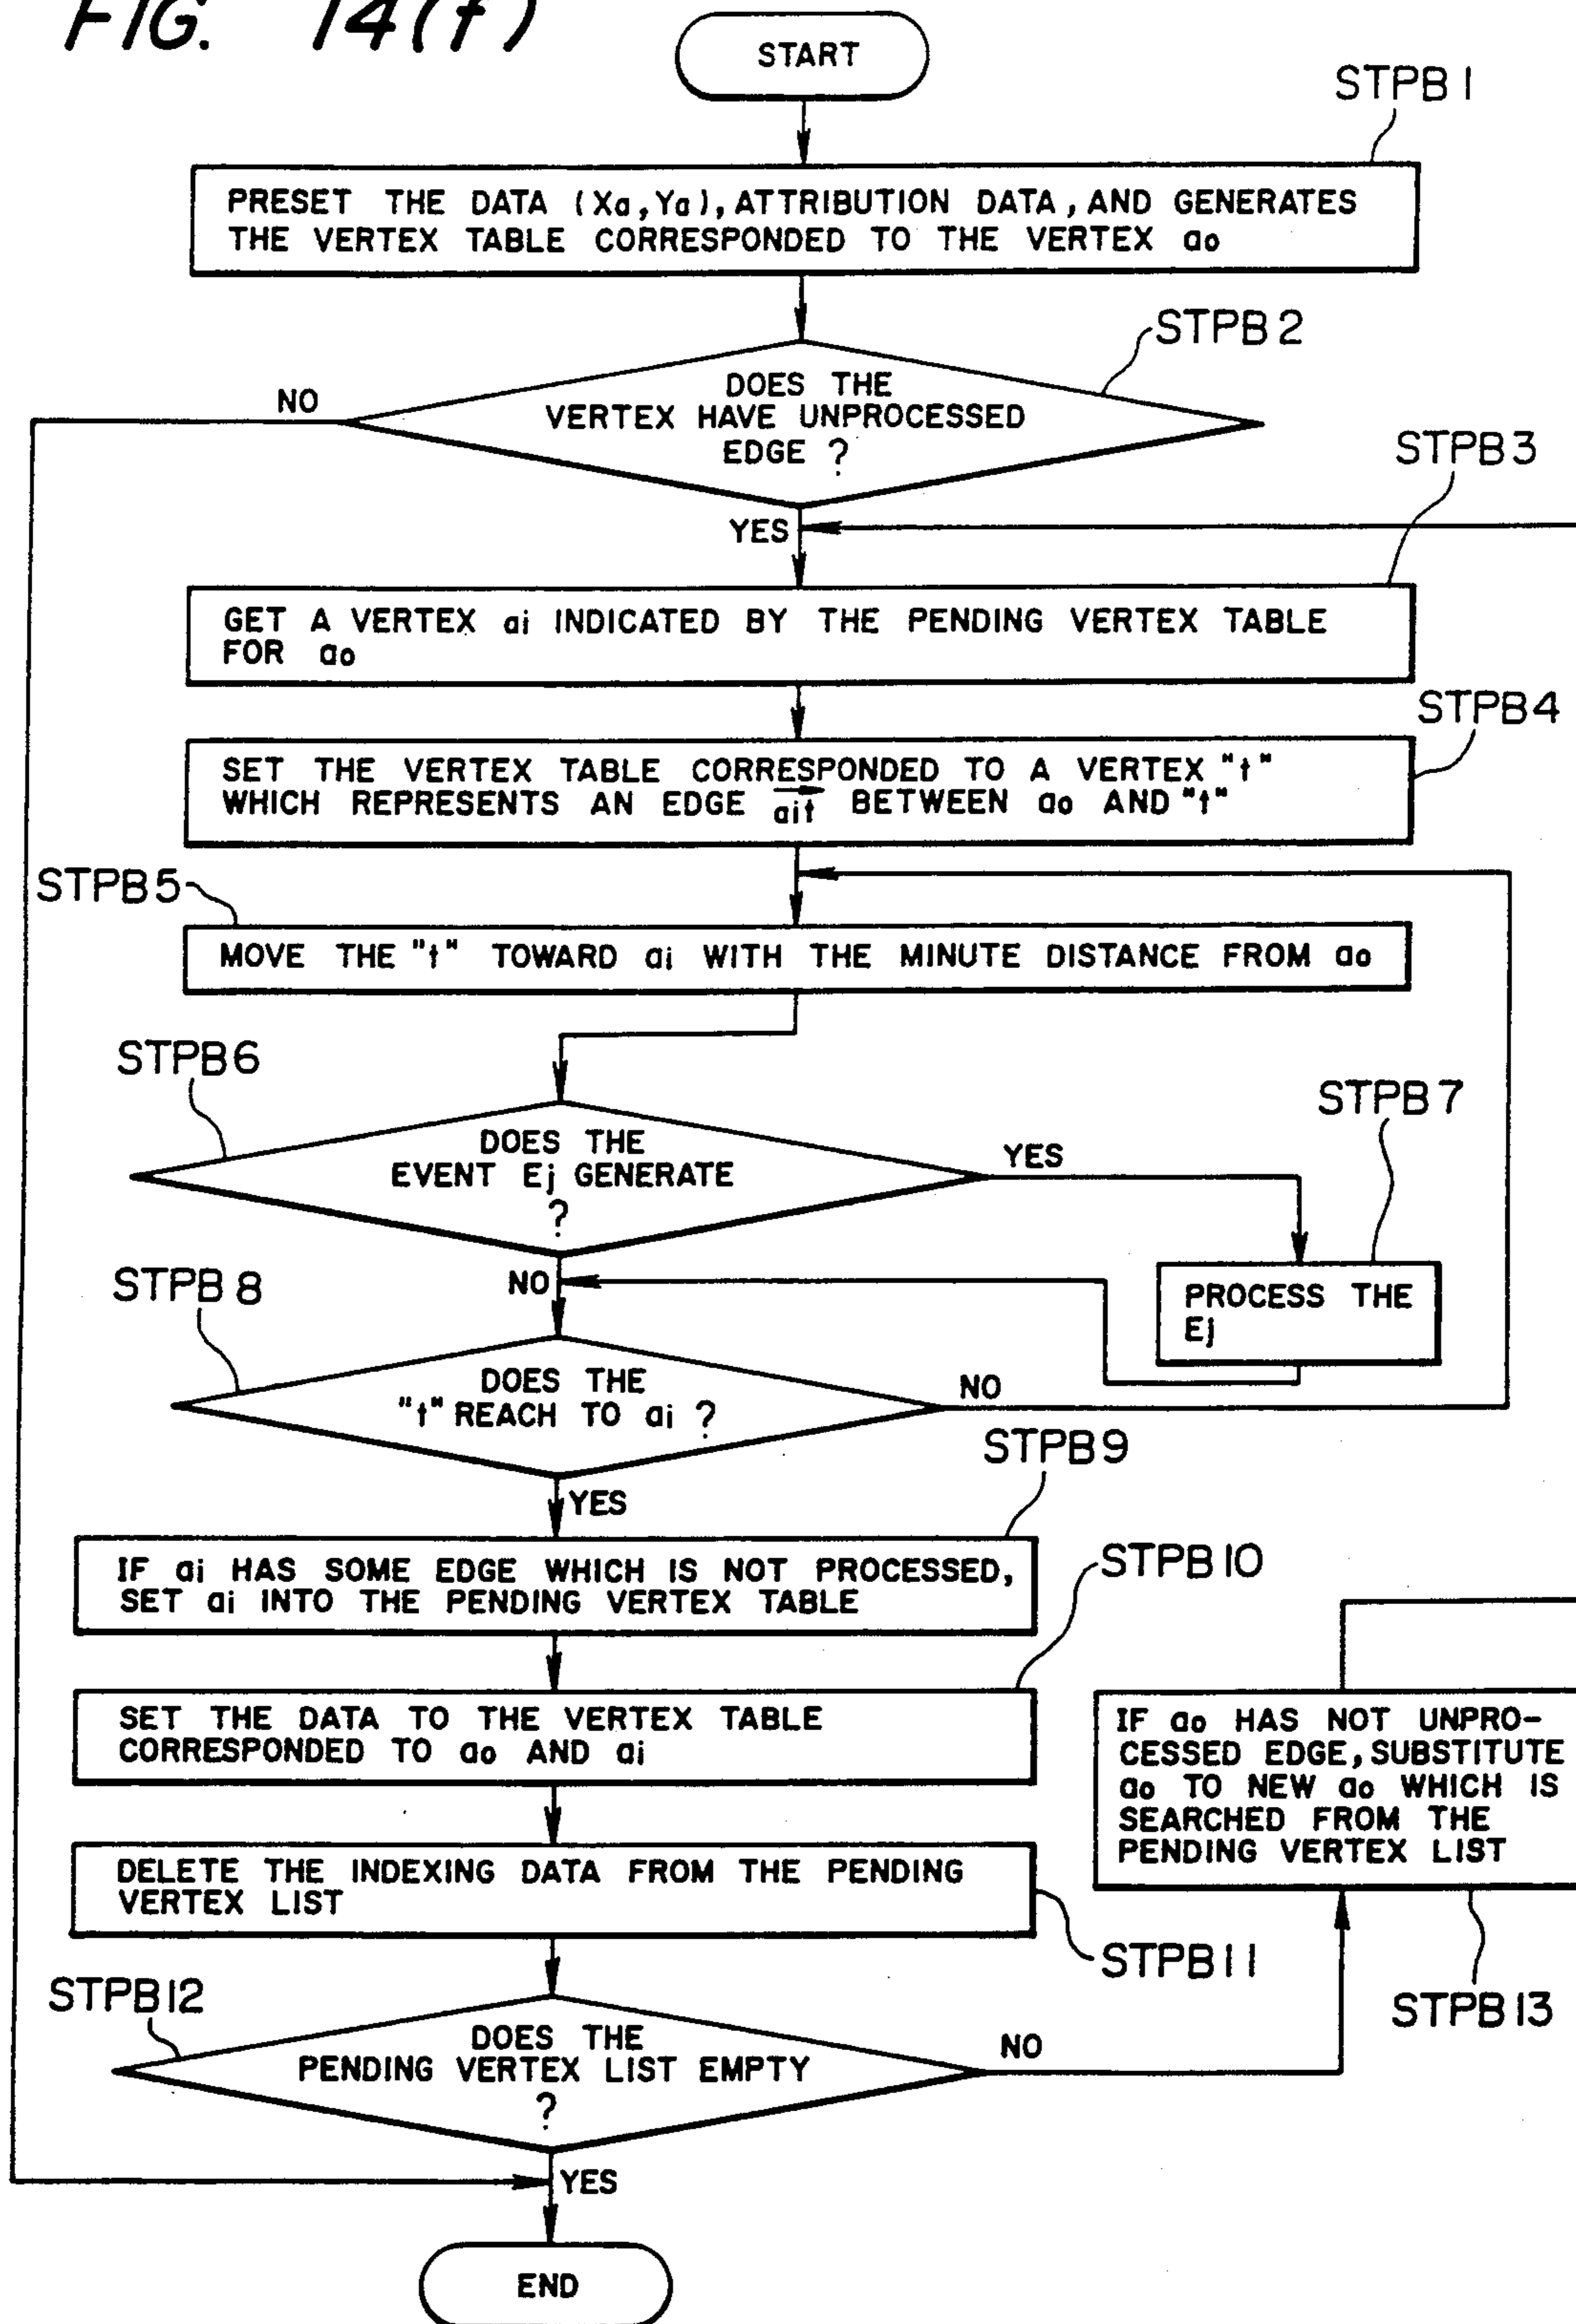 FIG. 14(f)
START
STPB1
PRESET THE DATA (Xa,Ya), ATTRIBUTION DATA, AND GENERATES
THE VERTEX TABLE CORRESPONDED TO THE VERTEX ao
STPB2
DOES THE
VERTEX HAVE UNPROCESSED
EDGE ?
NO
YES
STPB3
GET A VERTEX ai INDICATED BY THE PENDING VERTEX TABLE
FOR ao
STPB4
SET THE VERTEX TABLE CORRESPONDED TO A VERTEX "t"
WHICH REPRESENTS AN EDGE ait BETWEEN ao AND "t"
STPB5
MOVE THE "t" TOWARD ai WITH THE MINUTE DISTANCE FROM ao
STPB6
DOES THE
EVENT Ej GENERATE
?
YES
STPB7
PROCESS THE
Ej
NO
STPB8
DOES THE
"t" REACH TO ai ?
NO
YES
STPB9
IF ai HAS SOME EDGE WHICH IS NOT PROCESSED,
SET ai INTO THE PENDING VERTEX TABLE
STPB10
SET THE DATA TO THE VERTEX TABLE
CORRESPONDED TO ao AND ai
DELETE THE INDEXING DATA FROM THE PENDING
VERTEX LIST
STPB11
STPB12
DOES THE
PENDING VERTEX LIST EMPTY
?
NO
YES
IF ao HAS NOT UNPRO-
CESSED EDGE, SUBSTITUTE
ao TO NEW ao WHICH IS
SEARCHED FROM THE
PENDING VERTEX LIST
STPB13
END